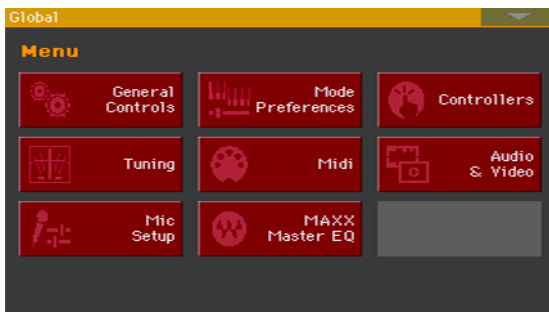 Global
Menu
General
Controls
Mode
Preferences
Controllers
Tuning
Midi
Audio
& Video
Mic
Setup
MAXX
Master EQ